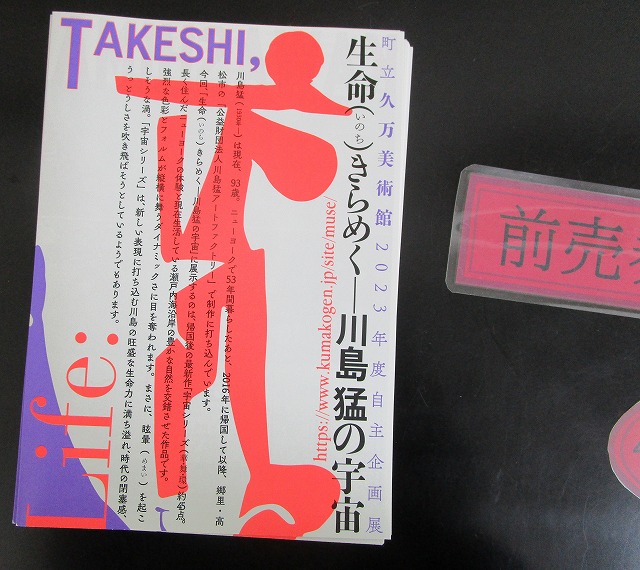 TAKESHI,
町立久万美術館 2023年度自主企画展
生命(いのち)きらめく―川島猛の宇宙
https://www.kumakogen.jp/site/muse/
川島猛( )は現在、93歳。ニューヨークで53年間暮らしたあと、2016年に帰国して以降、郷里・高
松市の「公益財団法人川島猛アートファクトリー」で制作に打ち込んでいます。
今回、「生命(いのち)きらめく―川島猛の宇宙」に展示するのは、帰国後の最新作「宇宙シリーズ(華・舞・環)約45点。
長く住んだニューヨークの体験と現在生活している瀬戸内海沿岸の豊かな自然を交錯させた作品です。
強烈な色彩とフォルムが縦横に舞うダイナミックさに目を奪われます。まさに、眩暈(めまい)を起こ
しそうな渦。「宇宙シリーズ」は、新しい表現に打ち込む川島の旺盛な生命力に満ち溢れ、時代の閉塞感、
うっとうしさを吹き飛ばそうとしているようでもあります。
Life:
前売